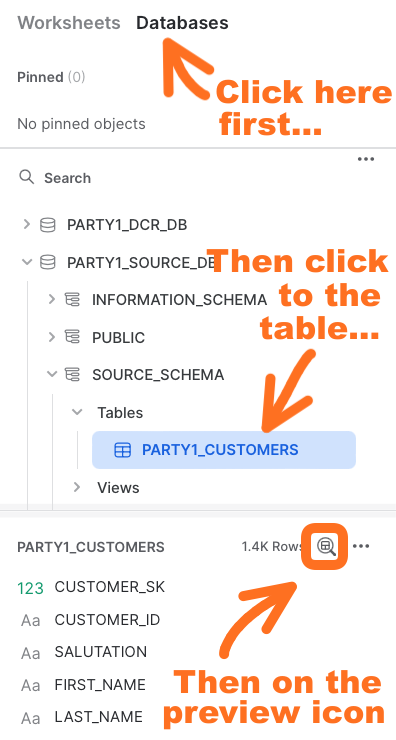 Worksheets Databases
Pinned (0)
Click here
first...
No pinned objects
Search
PARTY1_DCR_DB
PARTY1_SOURCE_DB
Then click
to the
table...
INFORMATION_SCHEMA
PUBLIC
SOURCE_SCHEMA
Tables
PARTY1_CUSTOMERS
Views
PARTY1_CUSTOMERS 1.4K Rows
123 CUSTOMER_SK
Aa CUSTOMER_ID
Aa SALUTATION
Aa FIRST_NAME
Aa LAST_NAME
Then on the
preview icon